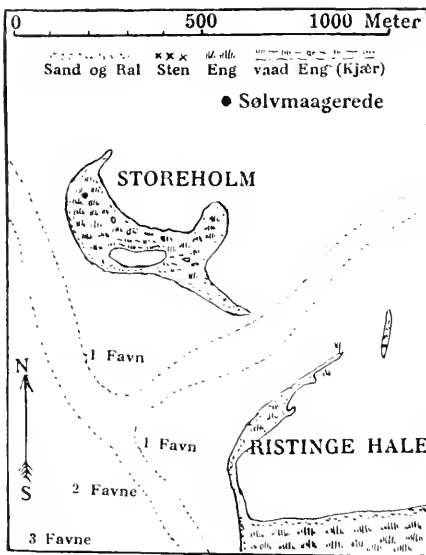 0 500 1000 Meter
Sand og Ral Sten Eng vaad Eng (Kjær)
Sølvmaagerede
STOREHOLM
1 Favn
N
1 Favn
RISTINGE HALE
S
2 Favne
3 Favne